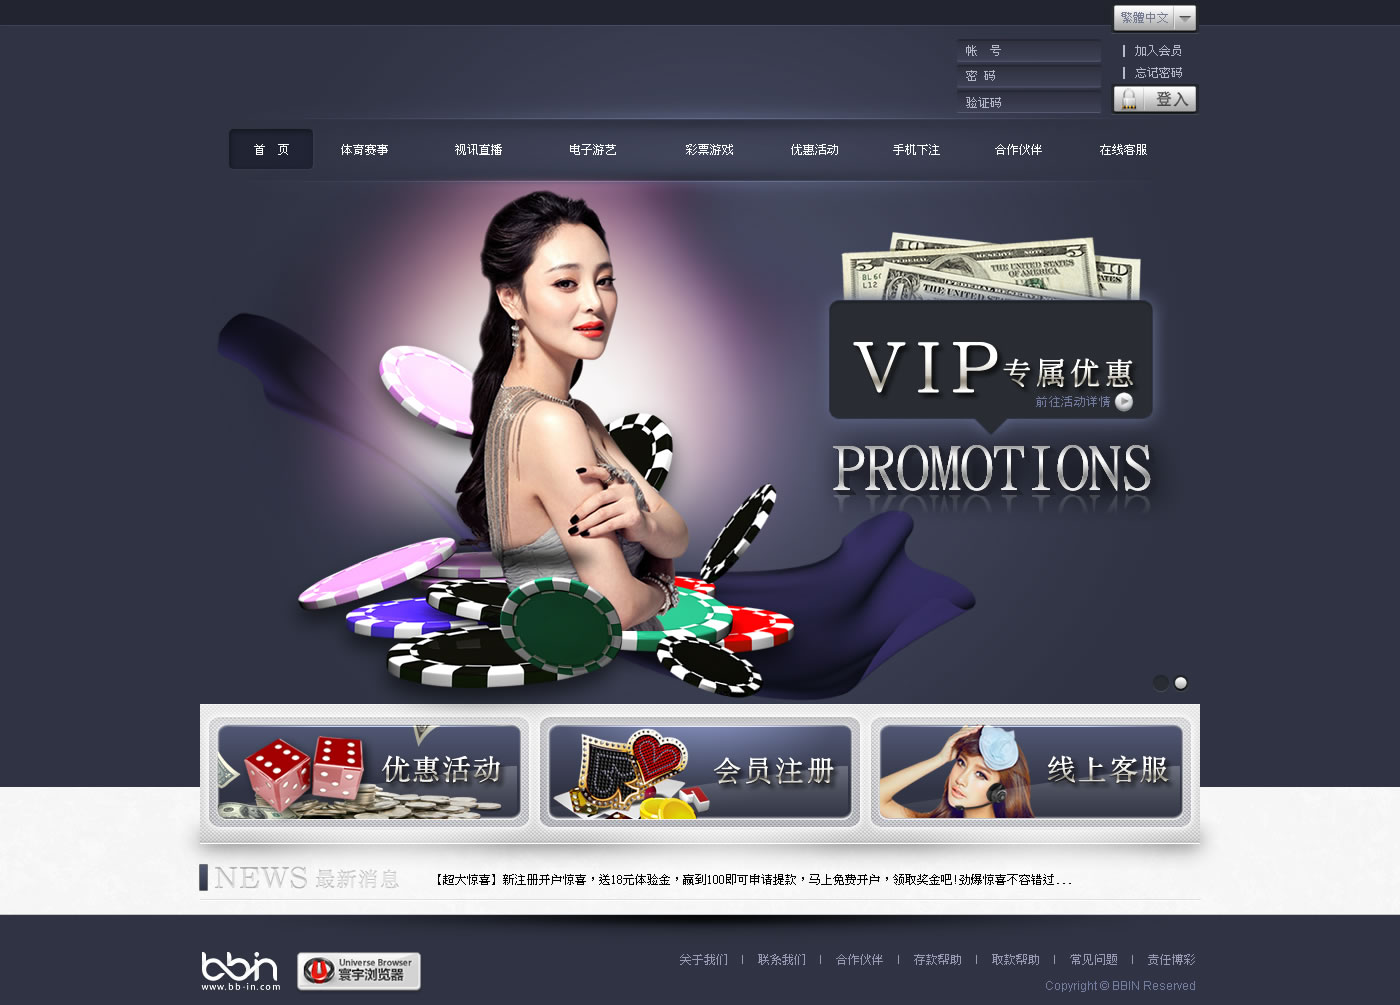 繁體中文
帐 号
加入会员
密 码
忘记密码
验证码
登入
首 页
体育赛事
视讯直播
电子游艺
彩票游戏
优惠活动
手机下注
合作伙伴
在线客服
VIP专属优惠
前往活动详情
PROMOTIONS
优惠活动
会员注册
线上客服
NEWS 最新消息
【超大惊喜】新注册开户惊喜，送18元体验金，赢到100即可申请提款，马上免费开户，领取奖金吧!劲爆惊喜不容错过...
bbin
www.bb-in.com
Universe Browser
寰宇浏览器
关于我们 | 联系我们 | 合作伙伴 | 存款帮助 | 取款帮助 | 常见问题 | 责任博彩
Copyright © BBIN Reserved